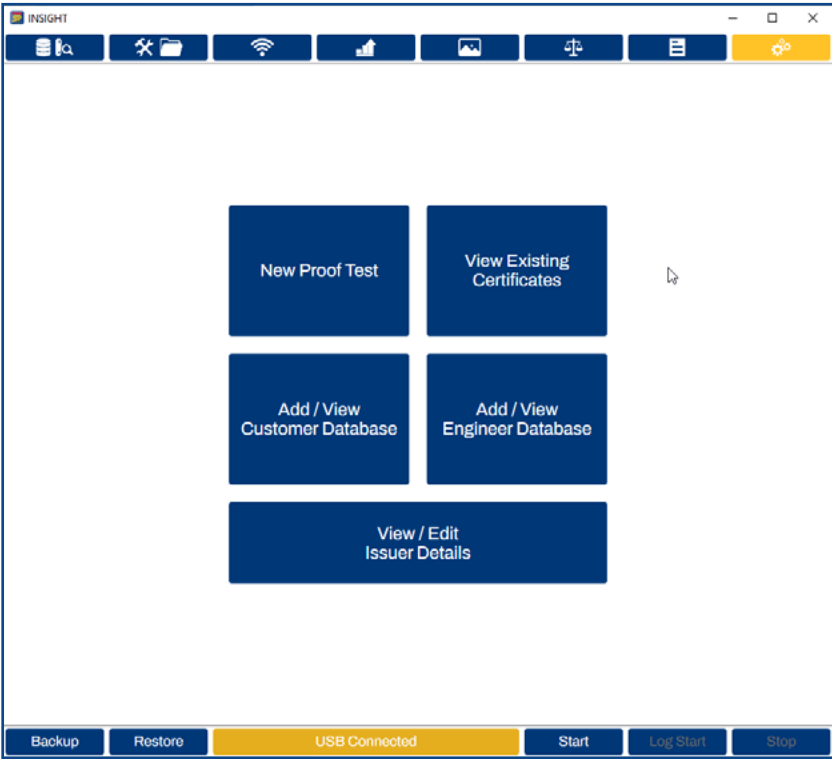 INSIGHT
New Proof Test
View Existing
Certificates
Add / View
Customer Database
Add / View
Engineer Database
View / Edit
Issuer Details
Backup
Restore
USB Connected
Start
Log Start
Stop